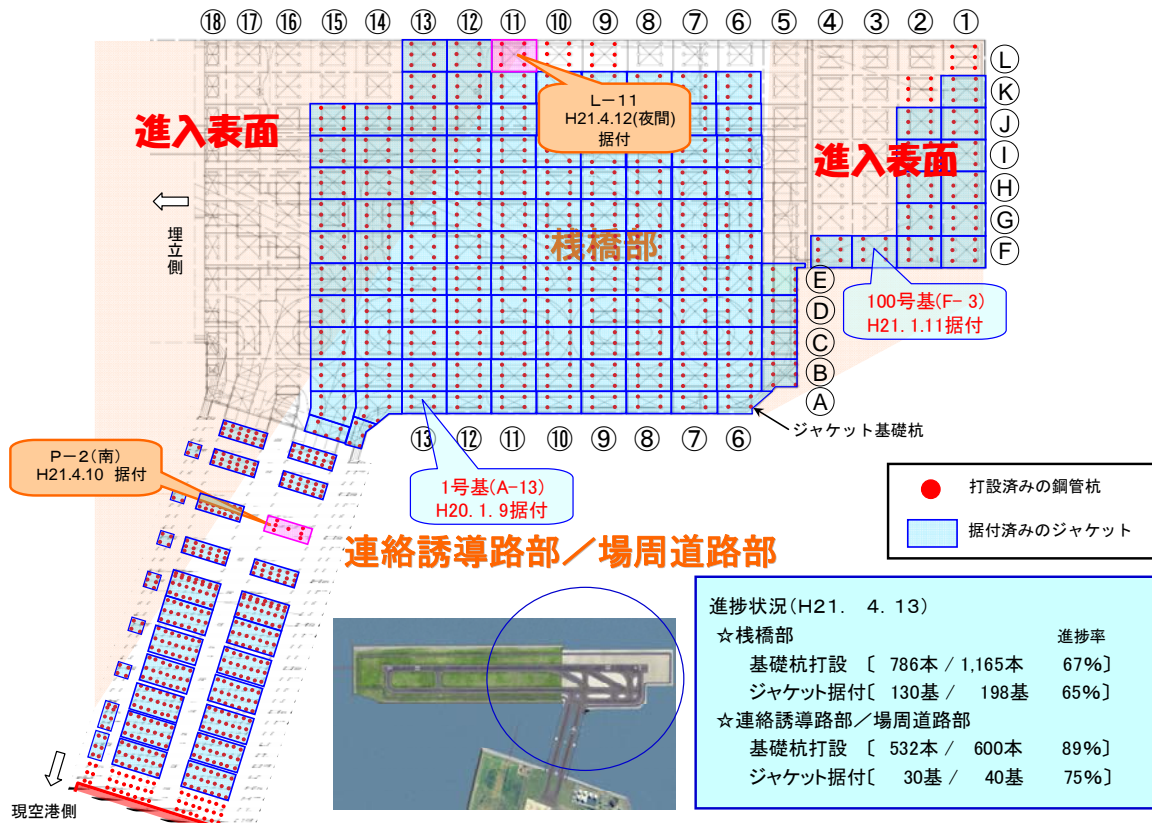 ⑱ ⑰ ⑯ ⑮ ⑭ ⑬ ⑫ ⑪ ⑩ ⑨ ⑧ ⑦ ⑥ ⑤ ④ ③ ② ①
Ⓛ
Ⓚ
Ⓙ
Ⓘ
Ⓗ
Ⓖ
Ⓕ
Ⓔ
Ⓓ
Ⓒ
Ⓑ
Ⓐ
L-11
H21.4.12(夜間)
据付
進入表面
進入表面
埋立側
桟橋部
100号基(F-3)
H21.1.11据付
ジャケット基礎杭
⑬ ⑫ ⑪ ⑩ ⑨ ⑧ ⑦ ⑥
P-2(南)
H21.4.10 据付
1号基(A-13)
H20.1.9据付
打設済みの鋼管杭
据付済みのジャケット
連絡誘導路部/場周道路部
進捗状況(H21. 4. 13)
☆桟橋部 進捗率
基礎杭打設 〔 786本 / 1,165本 67%〕
ジャケット据付〔 130基 / 198基 65%〕
☆連絡誘導路部/場周道路部
基礎杭打設 〔 532本 / 600本 89%〕
ジャケット据付〔 30基 / 40基 75%〕
現空港側